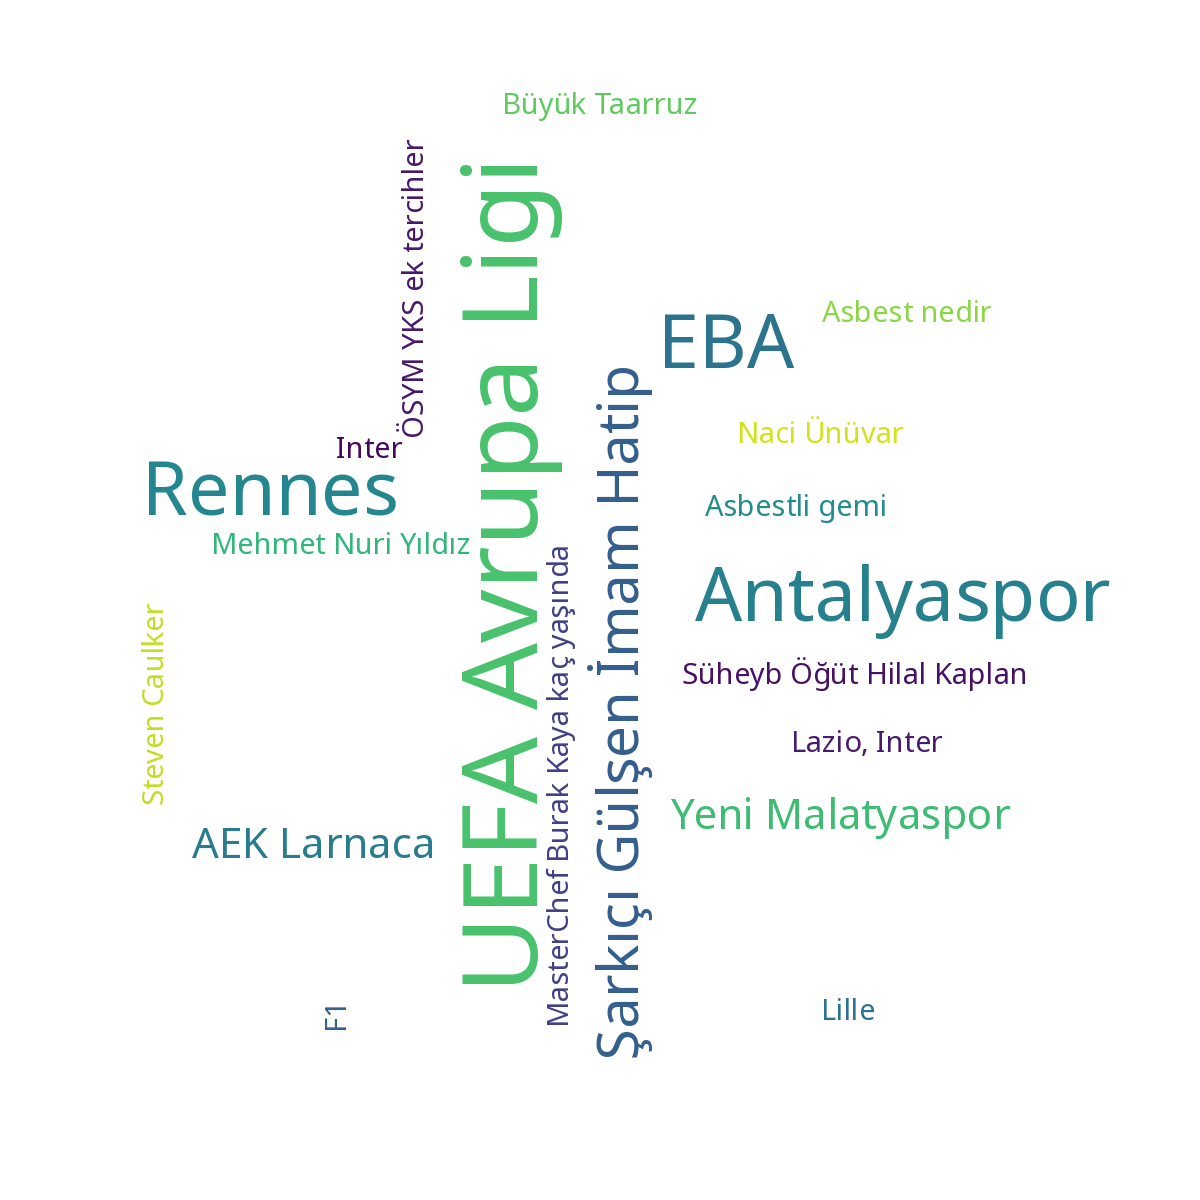 Büyük Taarruz
ÖSYM YKS ek tercihler
UEFA Avrupa Ligi
EBA
Asbest nedir
Şarkıçı Gülşen İmam Hatip
Naci Ünüvar
Inter
Rennes
Asbestli gemi
Mehmet Nuri Yıldız
MasterChef Burak Kaya kaç yaşında
Antalyaspor
Steven Caulker
Süheyb Öğüt Hilal Kaplan
Lazio, Inter
Yeni Malatyaspor
AEK Larnaca
F1
Lille